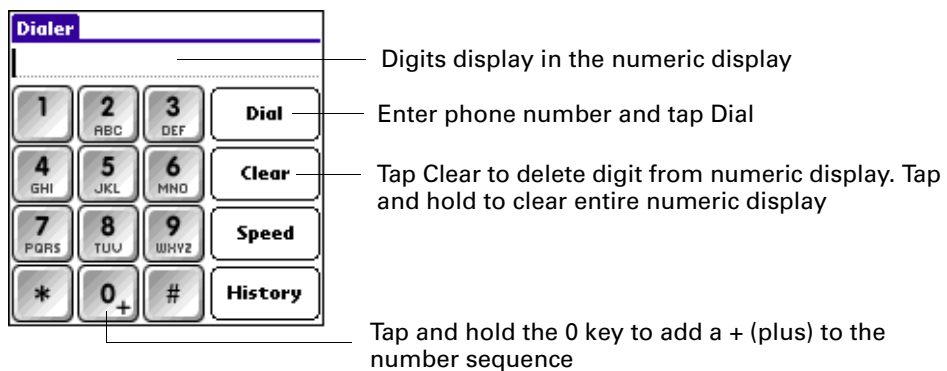 Dialer
Digits display in the numeric display
1 2 ABC 3 DEF Dial
Enter phone number and tap Dial
4 GHI 5 JKL 6 MNO Clear
Tap Clear to delete digit from numeric display. Tap
and hold to clear entire numeric display
7 PQRS 8 TUV 9 WXYZ Speed
* 0 + # History
Tap and hold the 0 key to add a + (plus) to the
number sequence